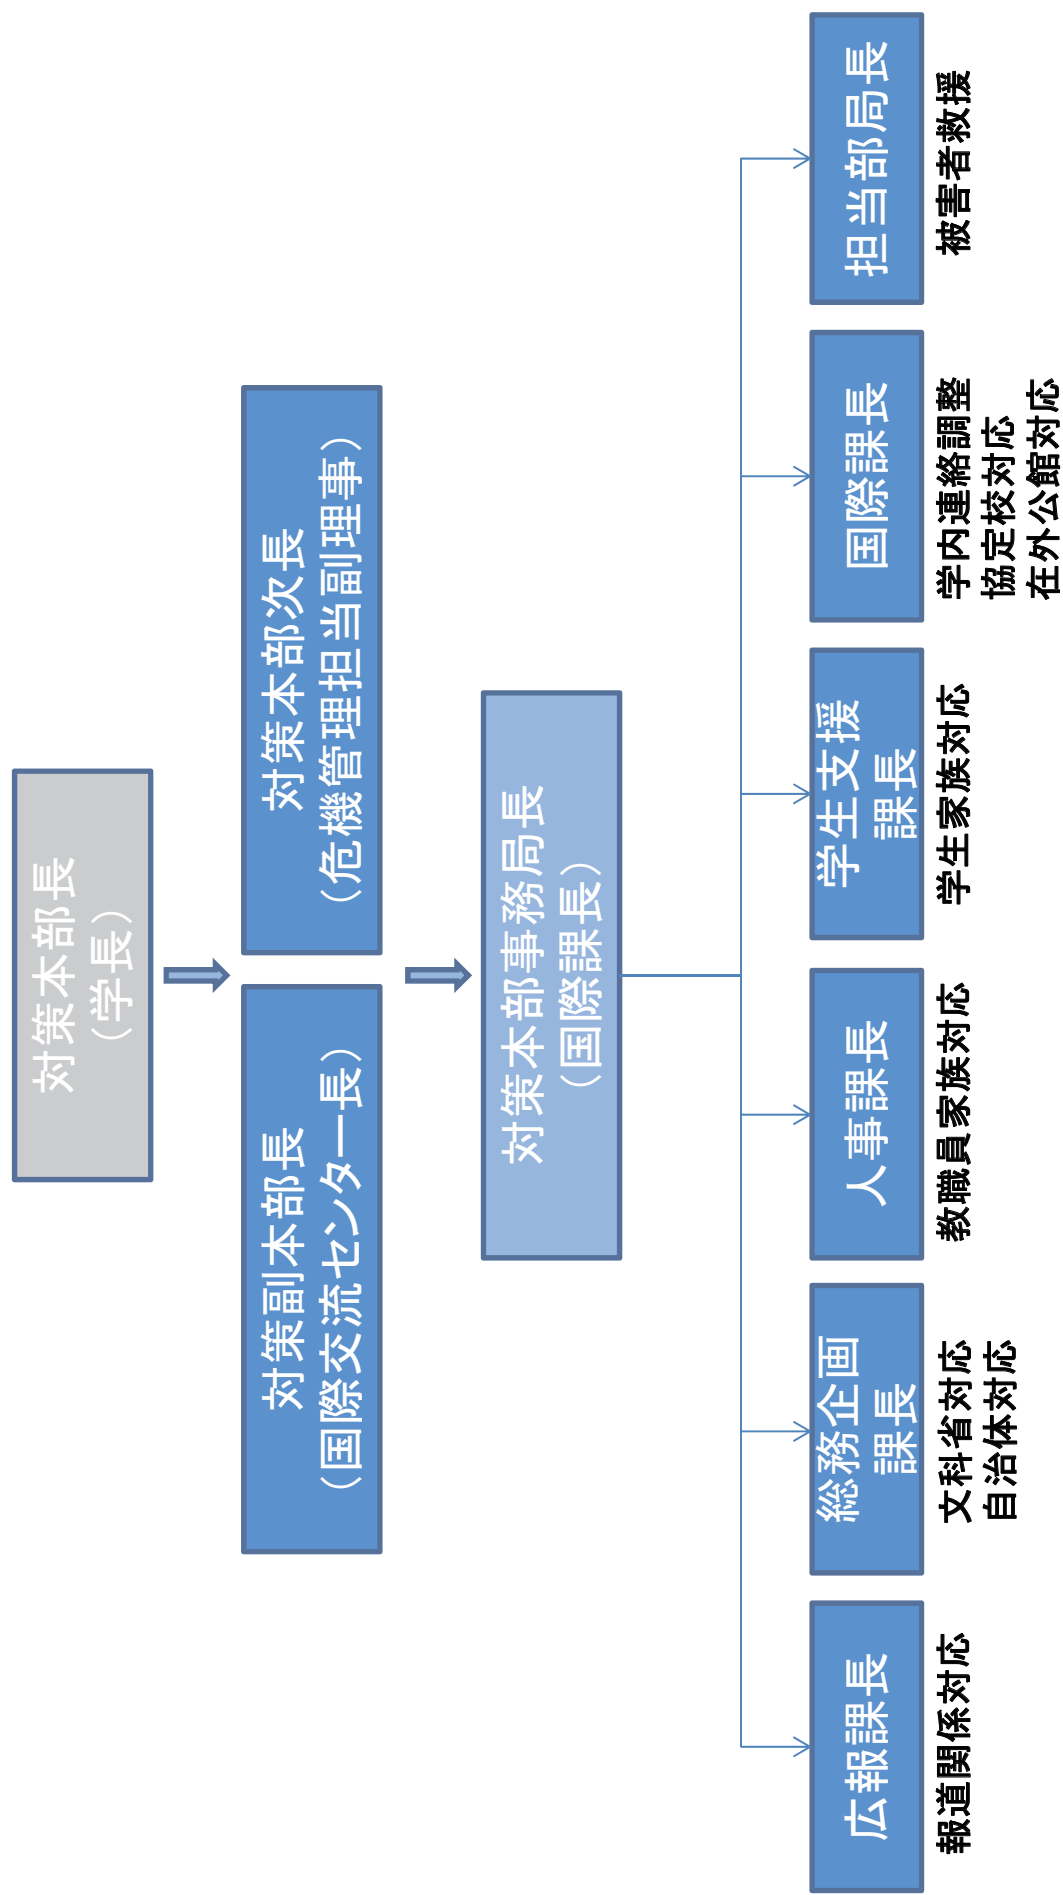 対策本部長
（学長）
対策副本部長
（国際交流センター長）
対策本部次長
（危機管理担当副理事）
対策本部事務局長
（国際課長）
広報課長
報道関係対応
総務企画
課長
文科省対応
自治体対応
人事課長
教職員家族対応
学生支援
課長
学生家族対応
国際課長
学内連絡調整
協定校対応
在外公館対応
担当部局長
被害者救援